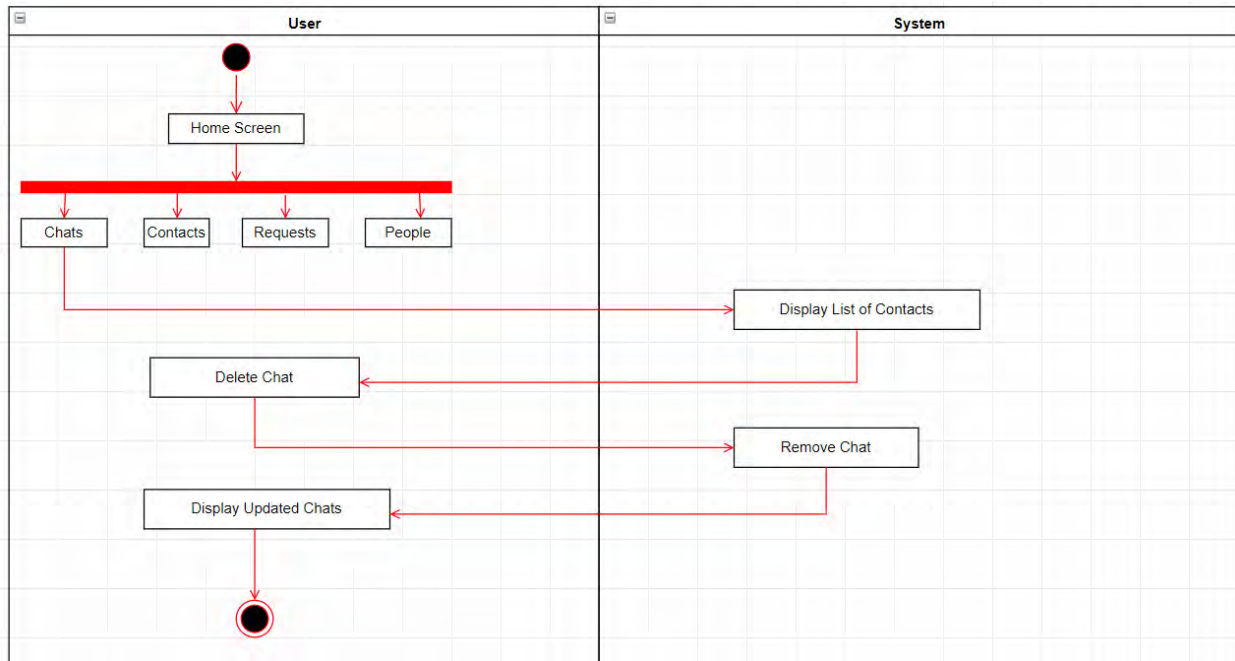 User
System
Home Screen
Chats
Contacts
Requests
People
Display List of Contacts
Delete Chat
Remove Chat
Display Updated Chats